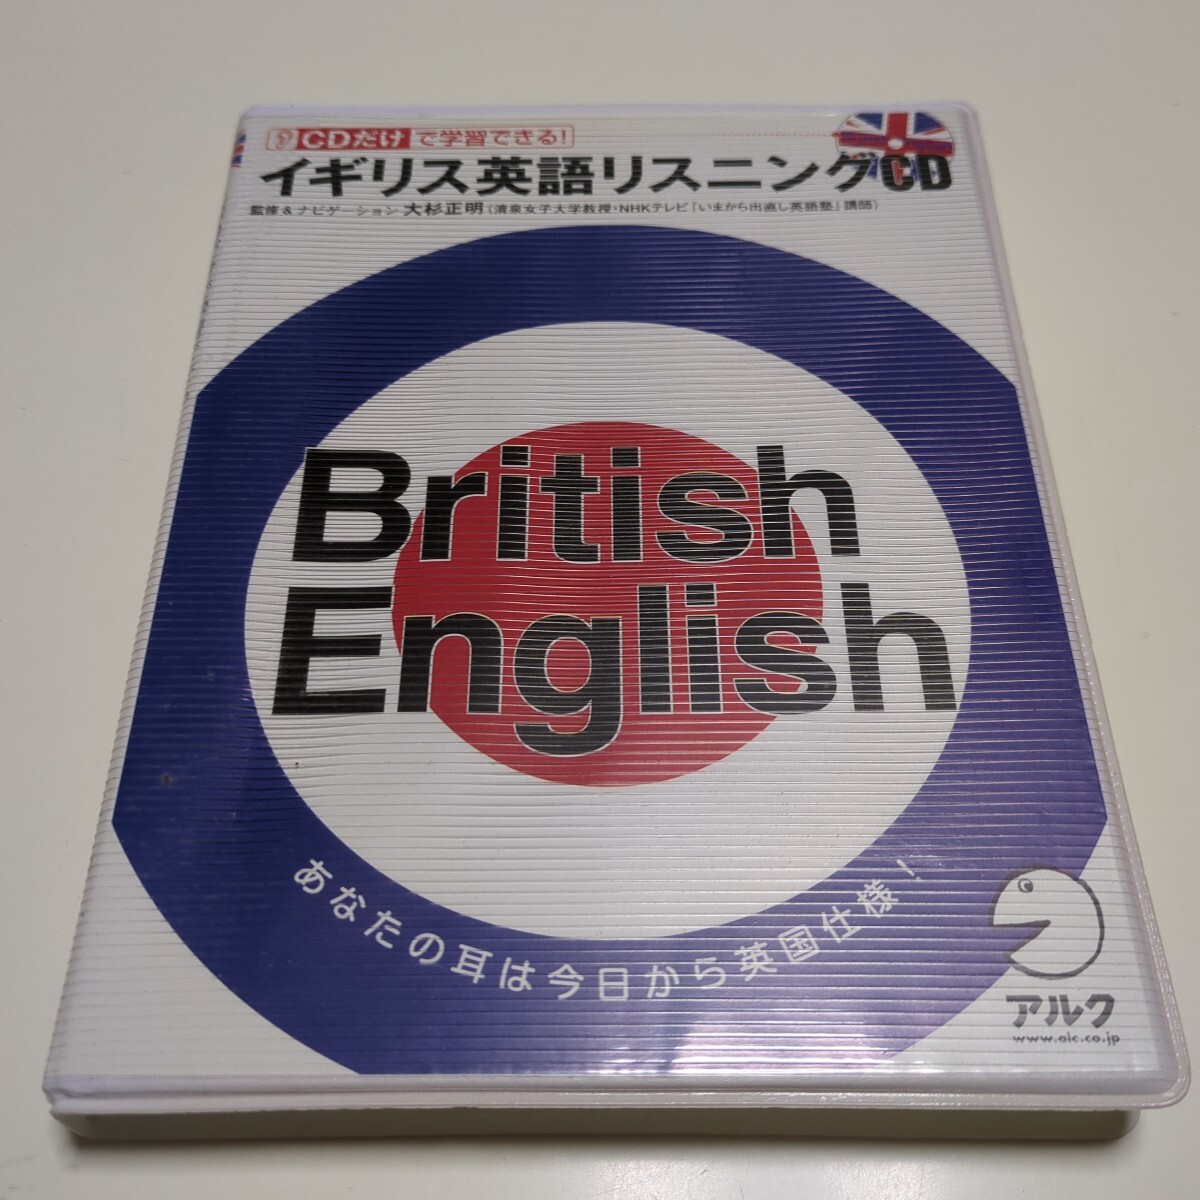 CDだけで学習できる!
イギリス英語リスニングCD
監修&ナビゲーション 大杉正明(清泉女子大学教授・NHKテレビ「いまから出直し英語塾」講師)
British
English
あなたの耳は今日から英国仕様!
アルク
www.alc.co.jp